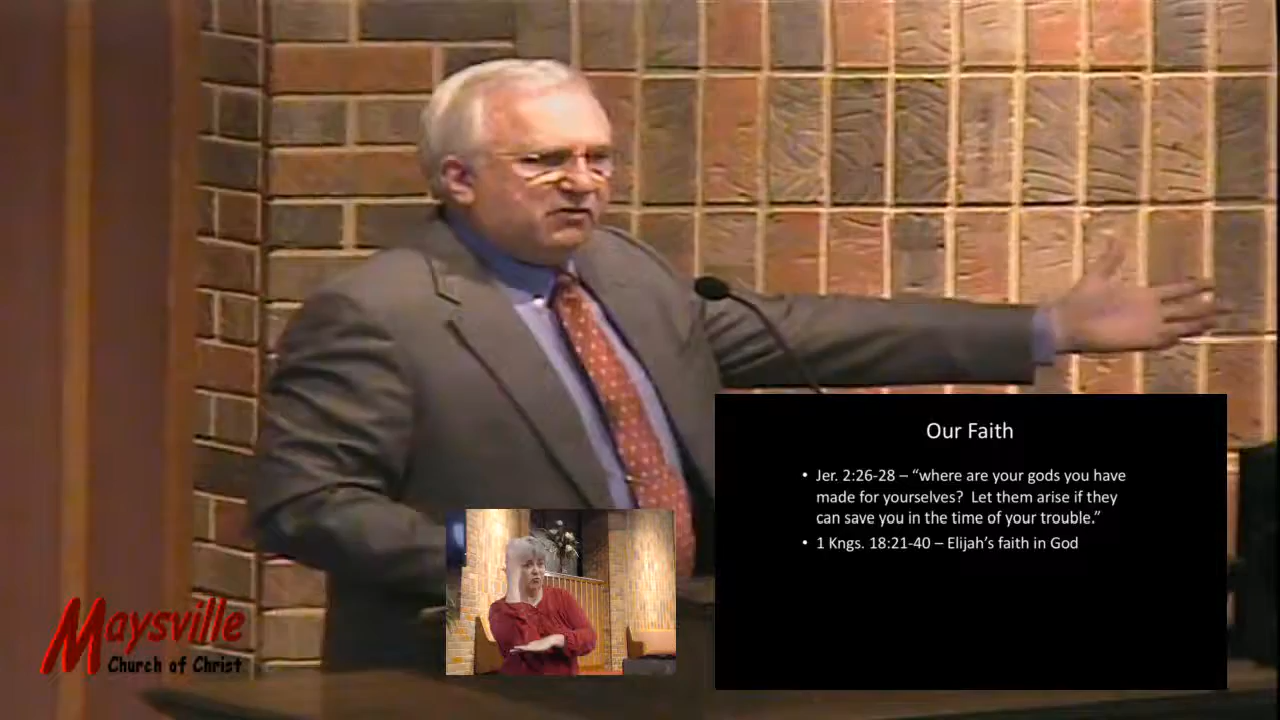 Our Faith
• Jer. 2:26-28 – “where are your gods you have
made for yourselves?  Let them arise if they
can save you in the time of your trouble.”
• 1 Kngs. 18:21-40 – Elijah’s faith in God
Maysville
Church of Christ